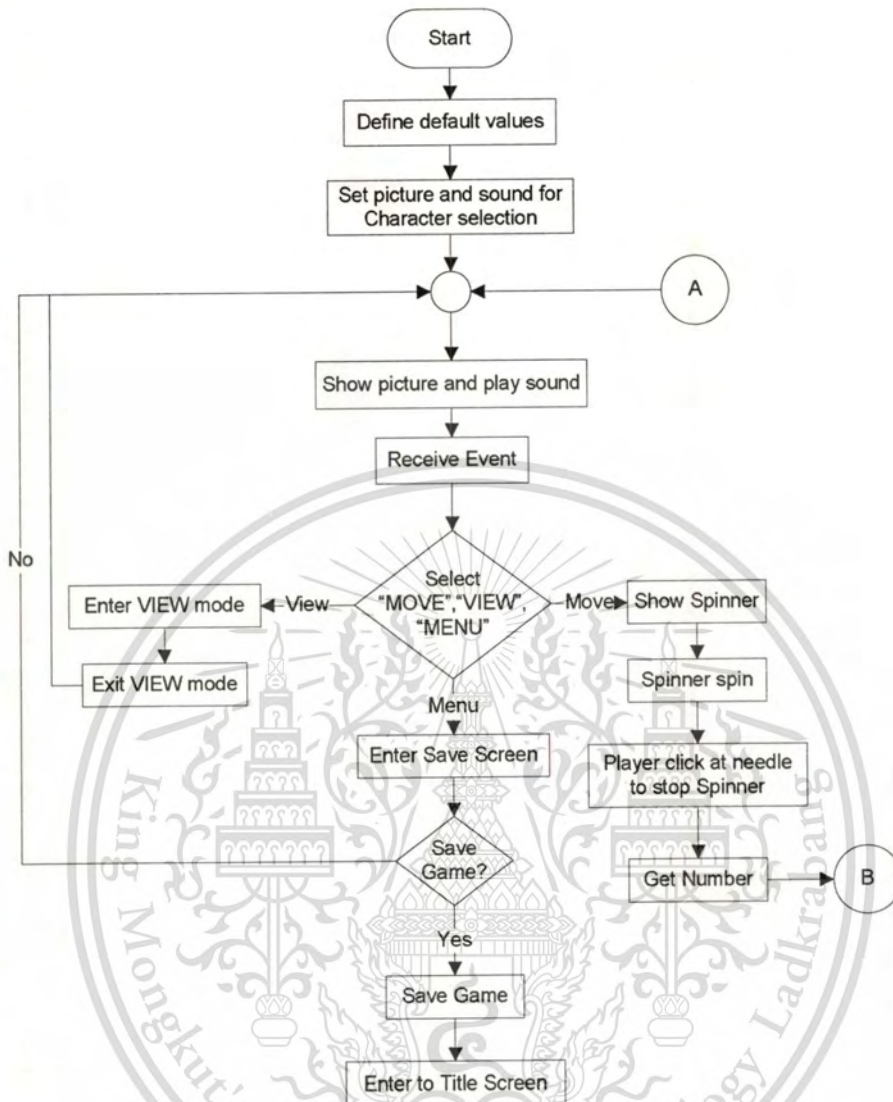 Start
Define default values
Set picture and sound for
Character selection
A
Show picture and play sound
Receive Event
No
Select
"MOVE","VIEW",
"MENU"
View
Move
Enter VIEW mode
Show Spinner
Exit VIEW mode
Spinner spin
Menu
Enter Save Screen
Player click at needle
to stop Spinner
Save
Game?
Get Number
B
Yes
Save Game
Enter to Title Screen
King Mongkut's
ogy Ladkrabang